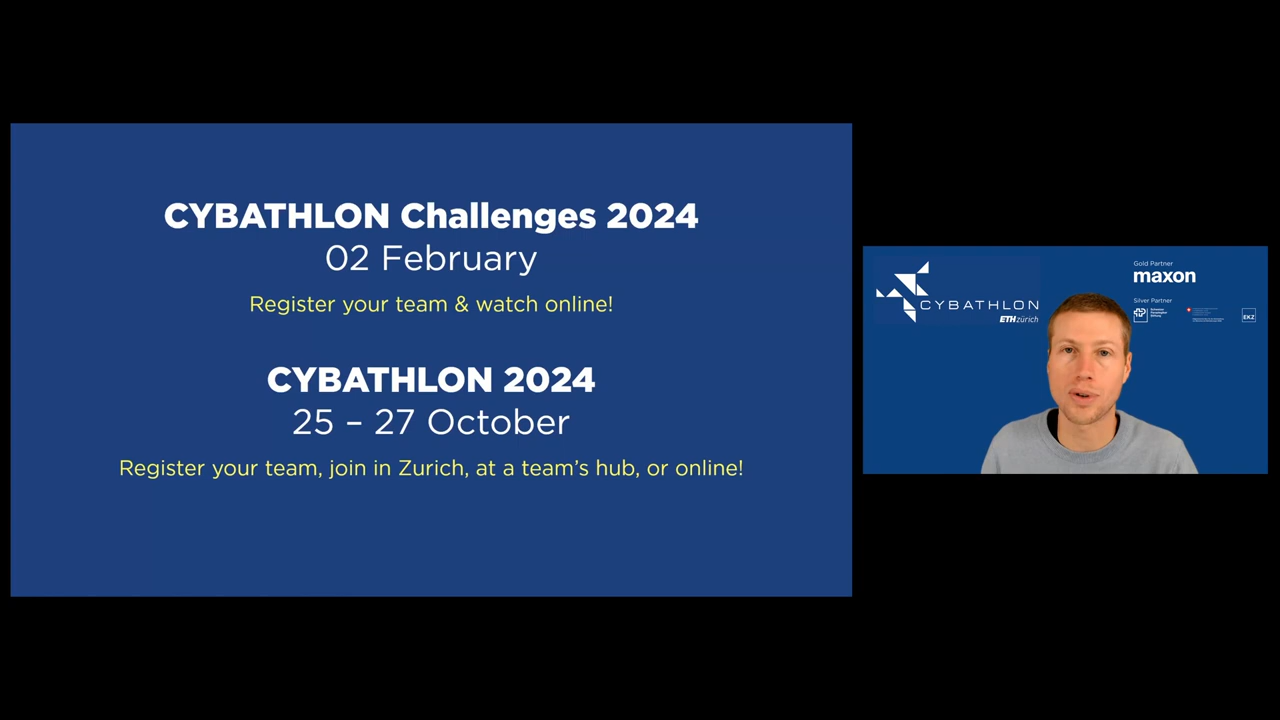 CYBATHLON Challenges 2024
02 February
Register your team & watch online!
CYBATHLON 2024
25 – 27 October
Register your team, join in Zurich, at a team's hub, or online!
CYBATHLON
ETH zürich
Gold Partner
maxon
Silver Partner
EKZ